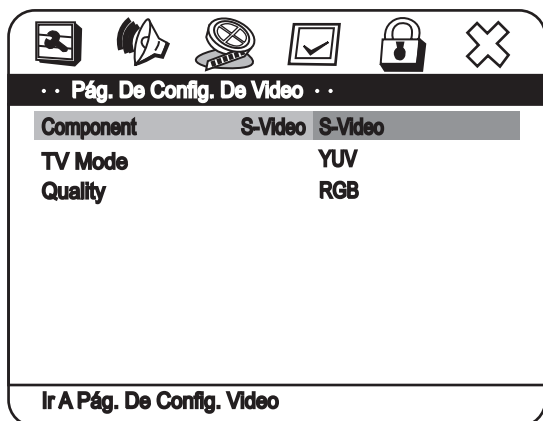 ·· Pág. De Config. De Video ··
Component S-Video S-Video
TV Mode YUV
Quality RGB
Ir A Pág. De Config. Video